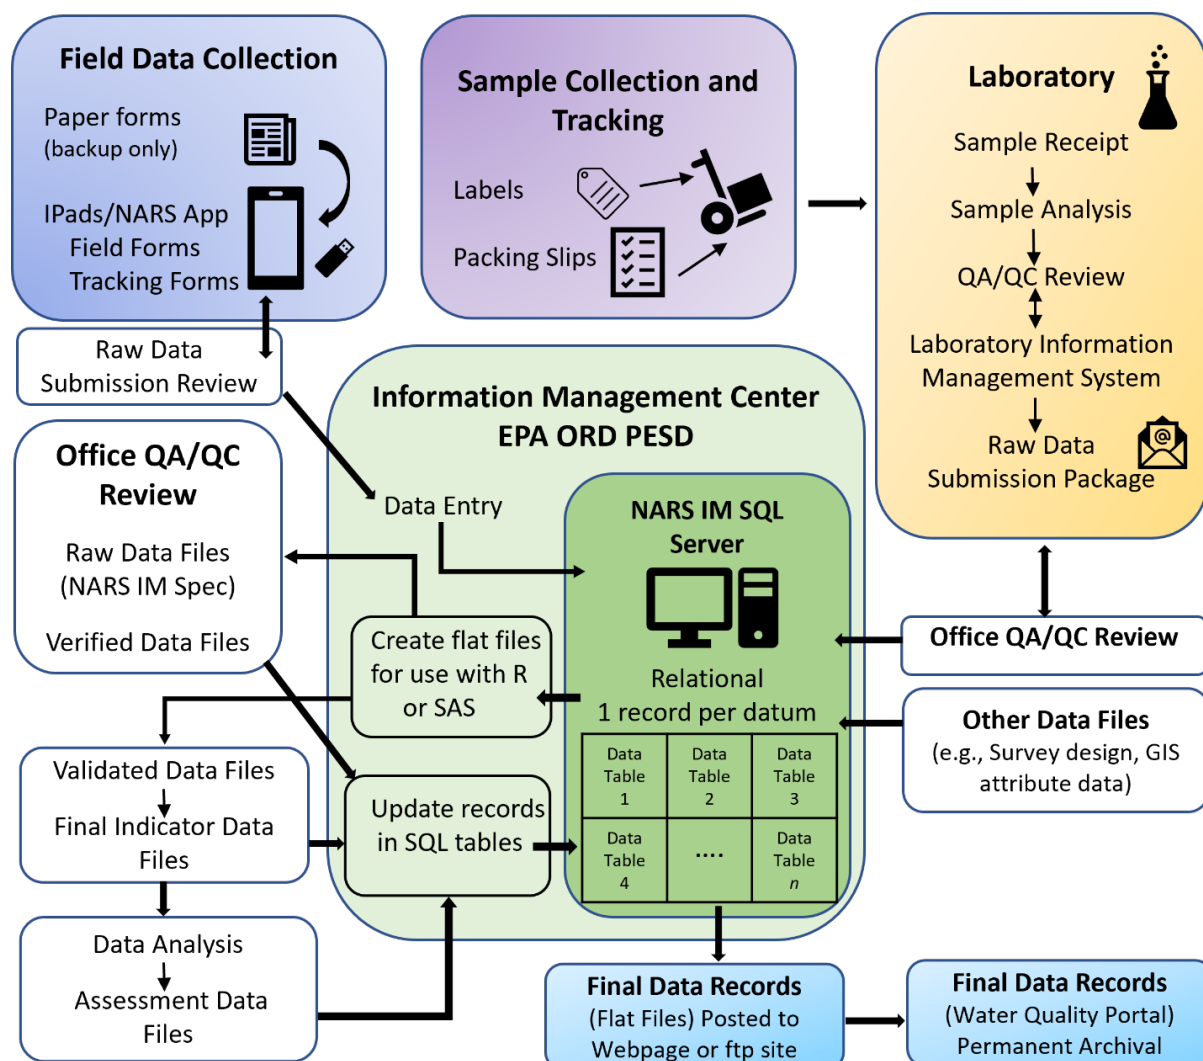 Field Data Collection
Paper forms
(backup only)
IPads/NARS App
Field Forms
Tracking Forms
Sample Collection and
Tracking
Labels
Packing Slips
Laboratory
Sample Receipt
Sample Analysis
QA/QC Review
Laboratory Information
Management System
Raw Data
Submission Package
@
Raw Data
Submission Review
Information Management Center
EPA ORD PESD
Data Entry
NARS IM SQL
Server
Relational
1 record per datum
Data
Table
1
Data
Table
2
Data
Table
3
Data
Table
4
....
Data
Table
n
Create flat files
for use with R
or SAS
Update records
in SQL tables
Office QA/QC
Review
Raw Data Files
(NARS IM Spec)
Verified Data Files
Validated Data Files
Final Indicator Data
Files
Data Analysis
Assessment Data
Files
Office QA/QC Review
Other Data Files
(e.g., Survey design, GIS
attribute data)
Final Data Records
(Flat Files) Posted to
Webpage or ftp site
Final Data Records
(Water Quality Portal)
Permanent Archival